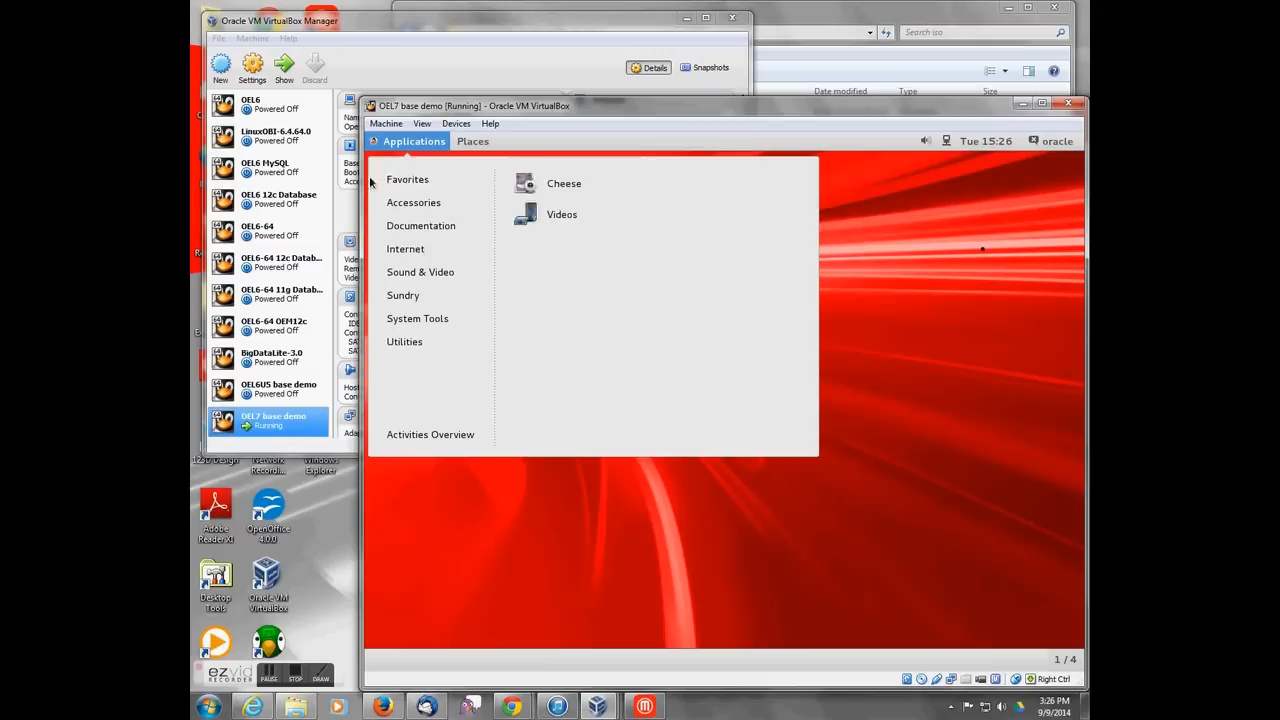 Oracle VM VirtualBox Manager
File Machine Help
New Settings Show Discard
Details Snapshots
Search iso
Date modified Type Size
OEL6
Powered Off
LinuxOBI-6.4.64.0
Powered Off
OEL6 MySQL
Powered Off
OEL6 12c Database
Powered Off
OEL6-64
Powered Off
OEL6-64 12c Datab...
Powered Off
OEL6-64 11g Datab...
Powered Off
OEL6-64 OEM12c
Powered Off
BigDataLite-3.0
Powered Off
OEL6U5 base demo
Powered Off
OEL7 base demo
Running
OEL7 base demo [Running] - Oracle VM VirtualBox
Machine View Devices Help
Applications Places
Tue 15:26 oracle
Favorites
Accessories
Documentation
Internet
Sound & Video
Sundry
System Tools
Utilities
Activities Overview
Cheese
Videos
1 / 4
Right Ctrl
123D Design
Network Recordi...
Windows Explorer
Adobe Reader XI
OpenOffice 4.0.0
Desktop Tools
Oracle VM VirtualBox
ezvid
RECORDER
PAUSE STOP DRAW
3:26 PM
9/9/2014